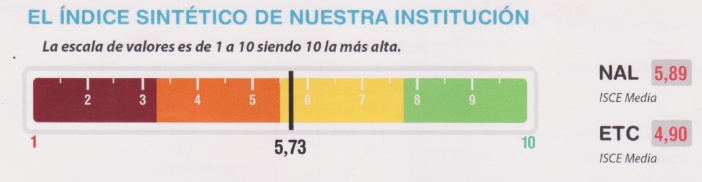 EL ÍNDICE SINTÉTICO DE NUESTRA INSTITUCIÓN
La escala de valores es de 1 a 10 siendo 10 la más alta.
2 3 4 5 6 7 8 9
1 5,73 10
NAL 5,89
ISCE Media
ETC 4,90
ISCE Media